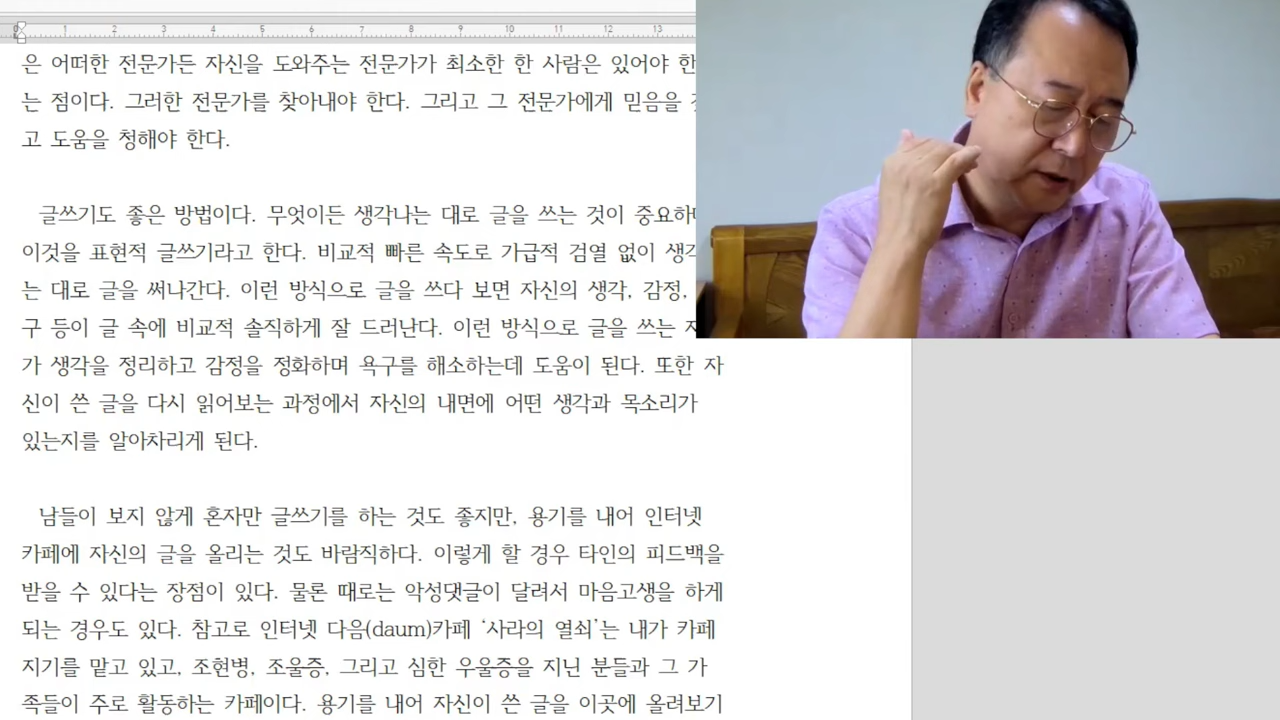 1 2 3 4 5 6 7 8 9 10 11 12 13
은 어떠한 전문가든 자신을 도와주는 전문가가 최소한 한 사람은 있어야 한
는 점이다. 그러한 전문가를 찾아내야 한다. 그리고 그 전문가에게 믿음을
고 도움을 청해야 한다.
글쓰기도 좋은 방법이다. 무엇이든 생각나는 대로 글을 쓰는 것이
이것을 표현적 글쓰기라고 한다. 비교적 빠른 속도로 가급적 검열 없이
는 대로 글을 써나간다. 이런 방식으로 글을 쓰다 보면 자신의 생각, 감정,
구 등이 글 속에 비교적 솔직하게 잘 드러난다. 이런 방식으로 글을 쓰는
가 생각을 정리하고 감정을 정화하며 욕구를 해소하는데 도움이 된다. 또한 자
신이 쓴 글을 다시 읽어보는 과정에서 자신의 내면에 어떤 생각과 목소리가
있는지를 알아차리게 된다.
남들이 보지 않게 혼자만 글쓰기를 하는 것도 좋지만, 용기를 내어 인터넷
카페에 자신의 글을 올리는 것도 바람직하다. 이렇게 할 경우 타인의 피드백을
받을 수 있다는 장점이 있다. 물론 때로는 악성댓글이 달려서 마음고생을 하게
되는 경우도 있다. 참고로 인터넷 다음(daum)카페 ‘사라의 열쇠’는 내가 카페
지기를 맡고 있고, 조현병, 조울증, 그리고 심한 우울증을 지닌 분들과 그 가
족들이 주로 활동하는 카페이다. 용기를 내어 자신이 쓴 글을 이곳에 올려보기